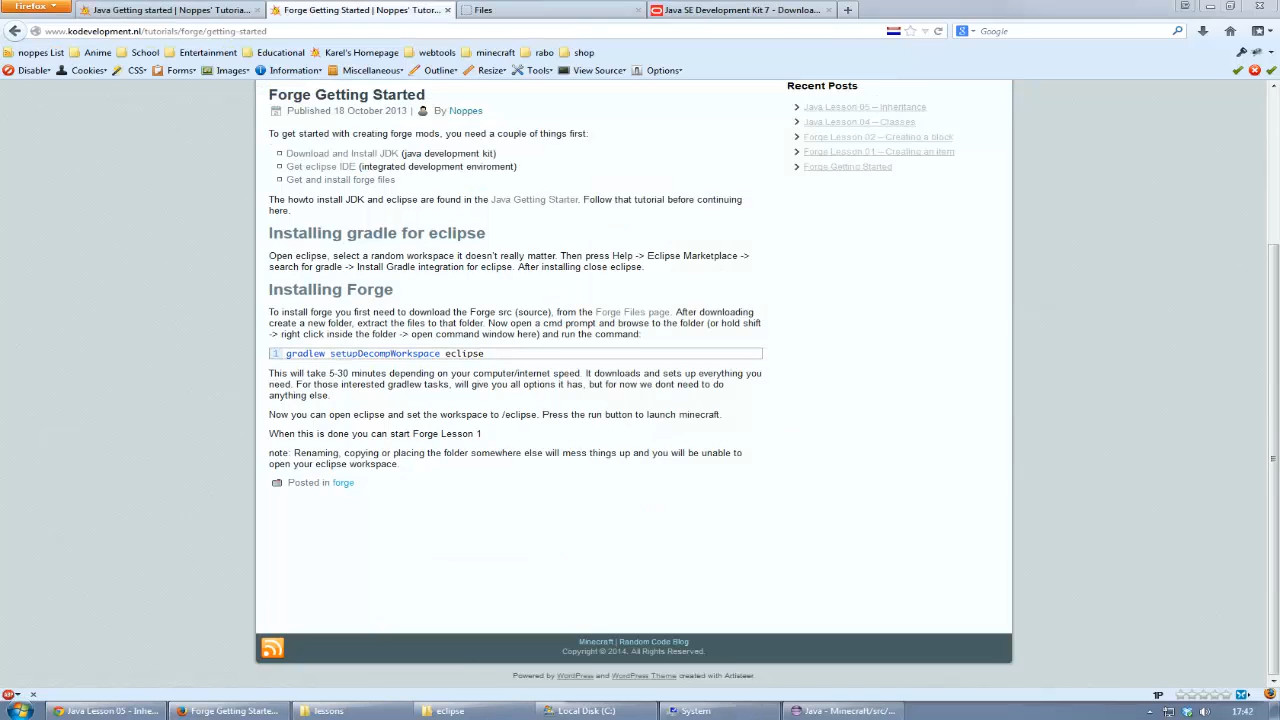 Firefox
Java Getting started | Noppes' Tutoria...
Forge Getting Started | Noppes' Tutor...
Files
Java SE Development Kit 7 - Downloa...
www.kodevelopment.nl/tutorials/forge/getting-started
Google
noppes List
Anime
School
Entertainment
Educational
Karel's Homepage
webtools
minecraft
rabo
shop
Disable
Cookies
CSS
Forms
Images
Information
Miscellaneous
Outline
Resize
Tools
View Source
Options
Forge Getting Started
Published 18 October 2013 | By Noppes
To get started with creating forge mods, you need a couple of things first:
Download and Install JDK (java development kit)
Get eclipse IDE (integrated development enviroment)
Get and install forge files
The howto install JDK and eclipse are found in the Java Getting Starter. Follow that tutorial before continuing
here.
Installing gradle for eclipse
Open eclipse, select a random workspace it doesn't really matter. Then press Help -> Eclipse Marketplace ->
search for gradle -> Install Gradle integration for eclipse. After installing close eclipse.
Installing Forge
To install forge you first need to download the Forge src (source), from the Forge Files page. After downloading
create a new folder, extract the files to that folder. Now open a cmd prompt and browse to the folder (or hold shift
-> right click inside the folder -> open command window here) and run the command:
1 gradlew setupDecompWorkspace eclipse
This will take 5-30 minutes depending on your computer/internet speed. It downloads and sets up everything you
need. For those interested gradlew tasks, will give you all options it has, but for now we dont need to do
anything else.
Now you can open eclipse and set the workspace to /eclipse. Press the run button to launch minecraft.
When this is done you can start Forge Lesson 1
note: Renaming, copying or placing the folder somewhere else will mess things up and you will be unable to
open your eclipse workspace.
Posted in forge
Recent Posts
Java Lesson 05 – Inheritance
Java Lesson 04 – Classes
Forge Lesson 02 – Creating a block
Forge Lesson 01 – Creating an item
Forge Getting Started
Minecraft | Random Code Blog
Copyright © 2014. All Rights Reserved.
Powered by WordPress and WordPress Theme created with Artisteer.
ABP
1P
Java Lesson 05 – Inhe...
Forge Getting Starte...
lessons
eclipse
Local Disk (C:)
System
Java - Minecraft/src/...
17:42